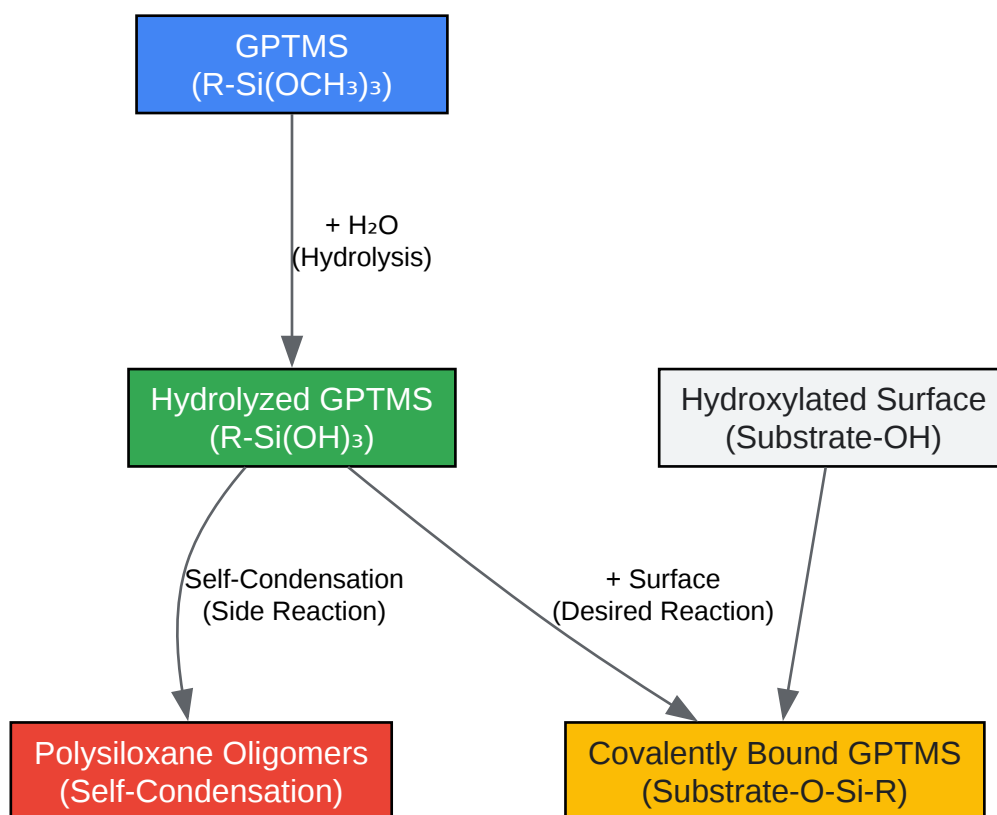 GPTMS
(R-Si(OCH₃)₃)
+ H₂O
(Hydrolysis)
Hydrolyzed GPTMS
(R-Si(OH)₃)
Hydroxylated Surface
(Substrate-OH)
Self-Condensation
(Side Reaction)
+ Surface
(Desired Reaction)
Polysiloxane Oligomers
(Self-Condensation)
Covalently Bound GPTMS
(Substrate-O-Si-R)